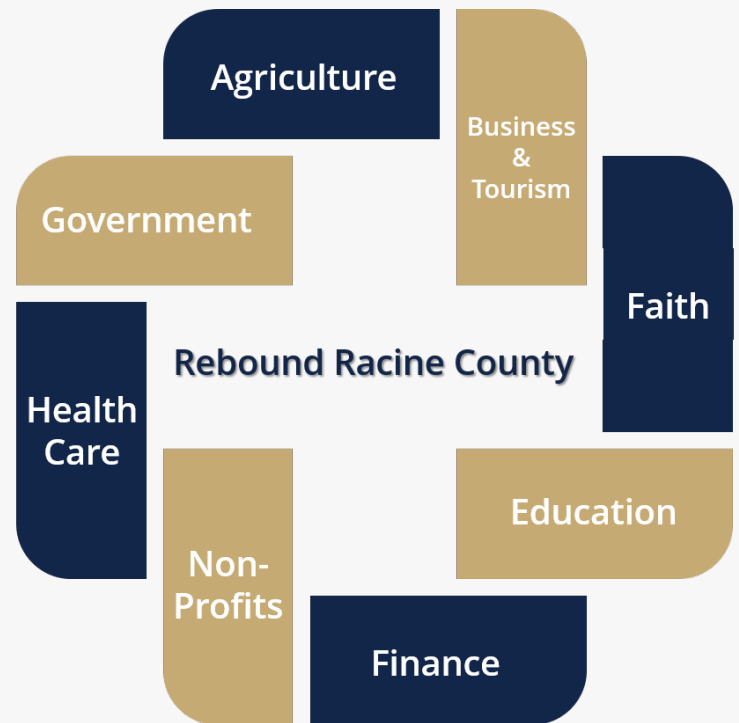 Agriculture
Business
&
Tourism
Government
Faith
Rebound Racine County
Health
Care
Education
Non-
Profits
Finance